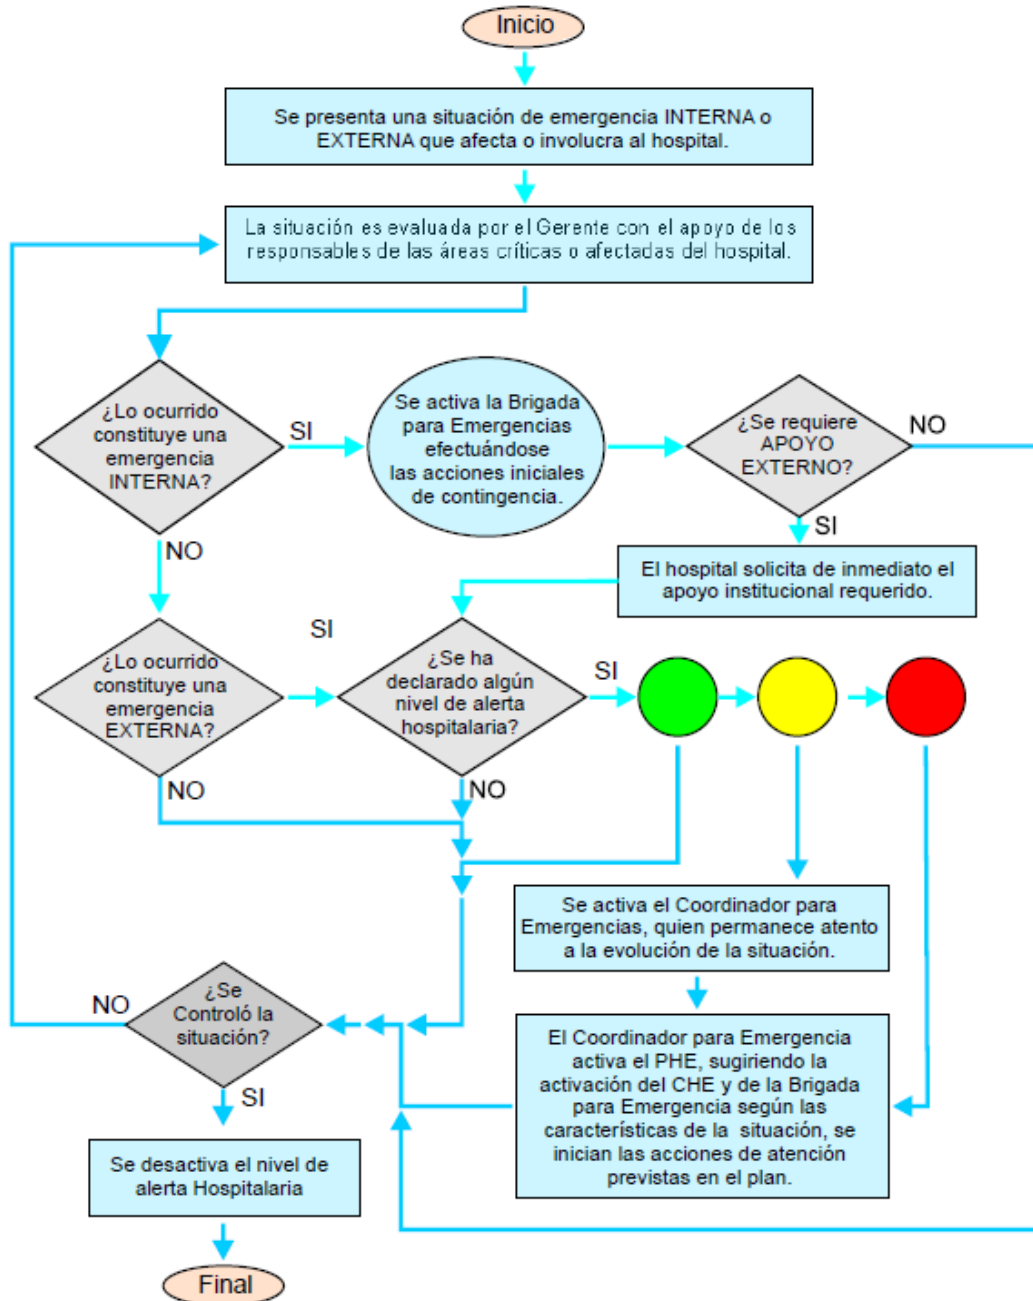 Inicio
Se presenta una situación de emergencia INTERNA o
EXTERNA que afecta o involucra al hospital.
La situación es evaluada por el Gerente con el apoyo de los
responsables de las áreas críticas o afectadas del hospital.
¿Lo ocurrido
constituye una
emergencia
INTERNA?
SI
Se activa la Brigada
para Emergencias
efectuándose
las acciones iniciales
de contingencia.
¿Se requiere
APOYO
EXTERNO?
NO
SI
NO
El hospital solicita de inmediato el
apoyo institucional requerido.
¿Lo ocurrido
constituye una
emergencia
EXTERNA?
SI
¿Se ha
declarado algún
nivel de alerta
hospitalaria?
SI
NO
NO
Se activa el Coordinador para
Emergencias, quien permanece atento
a la evolución de la situación.
¿Se
Controló la
situación?
NO
SI
El Coordinador para Emergencia
activa el PHE, sugiriendo la
activación del CHE y de la Brigada
para Emergencia según las
características de la situación, se
inician las acciones de atención
previstas en el plan.
Se desactiva el nivel de
alerta Hospitalaria
Final